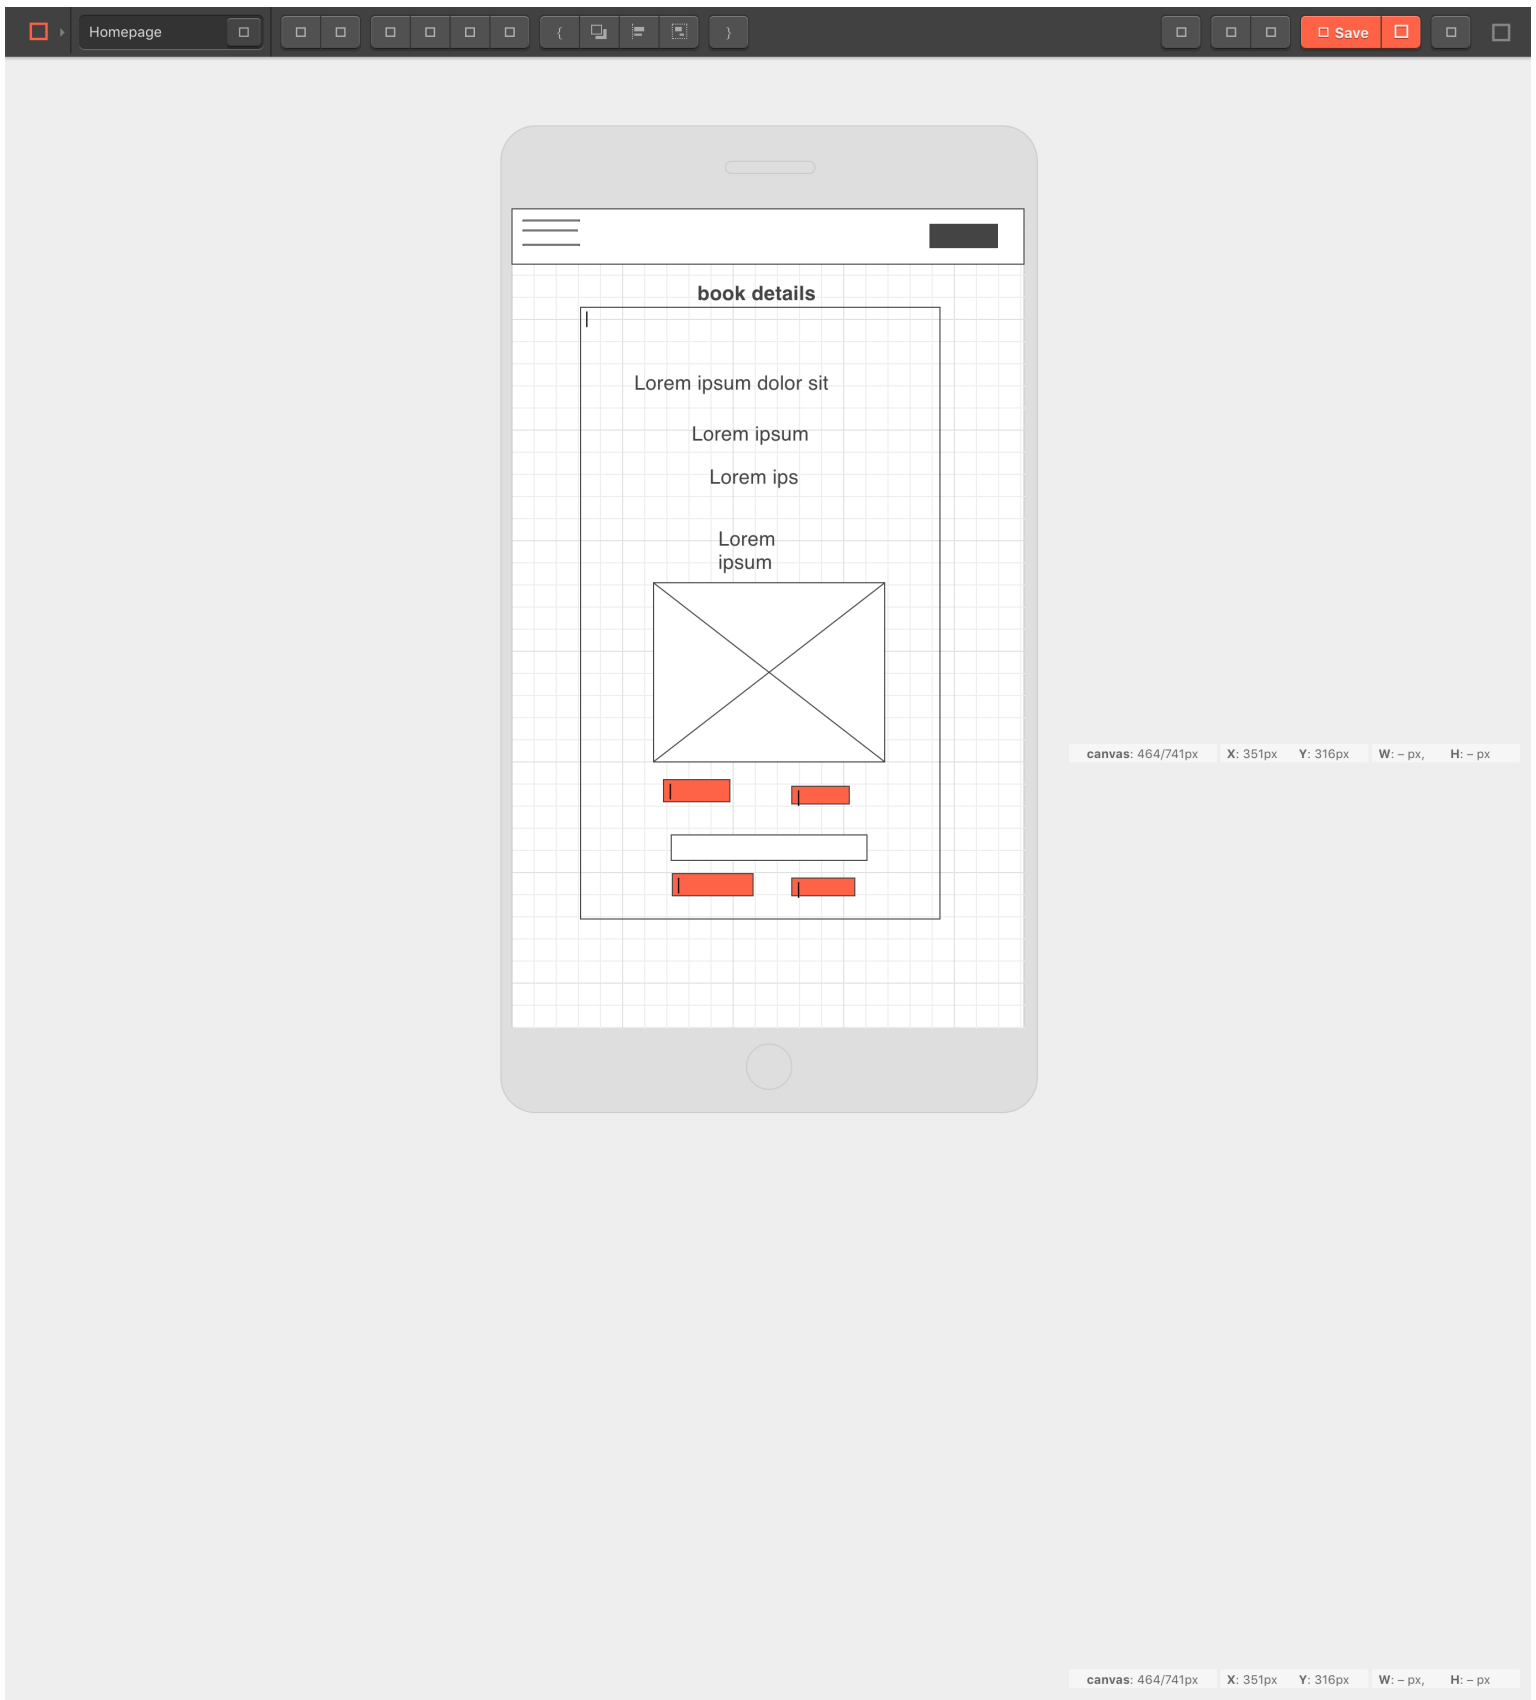 Homepage
{
}
Save
book details
Lorem ipsum dolor sit
Lorem ipsum
Lorem ips
Lorem
ipsum
canvas: 464/741px X: 351px Y: 316px W: – px, H: – px
canvas: 464/741px X: 351px Y: 316px W: – px, H: – px